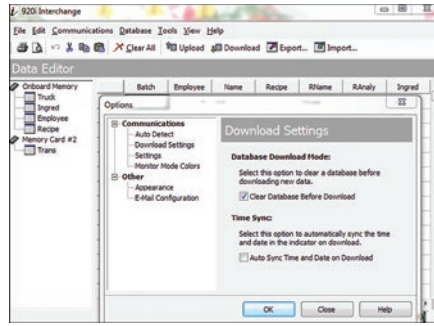 920i Interchange
File Edit Communications Database Tools View Help
Clear All Upload Download Export... Import...
Data Editor
Onboard Memory
Truck
Ingred
Employee
Recipe
Memory Card #2
Trans
Batch Employee Name Recipe RName RAnaly Ingred
Options
Communications
Auto Detect
Download Settings
Settings
Monitor Mode Colors
Other
Appearance
E-Mail Configuration
Download Settings
Database Download Mode:
Select this option to clear a database before
downloading new data.
Clear Database Before Download
Time Sync:
Select this option to automatically sync the time
and date in the indicator on download.
Auto Sync Time and Date on Download
OK Close Help